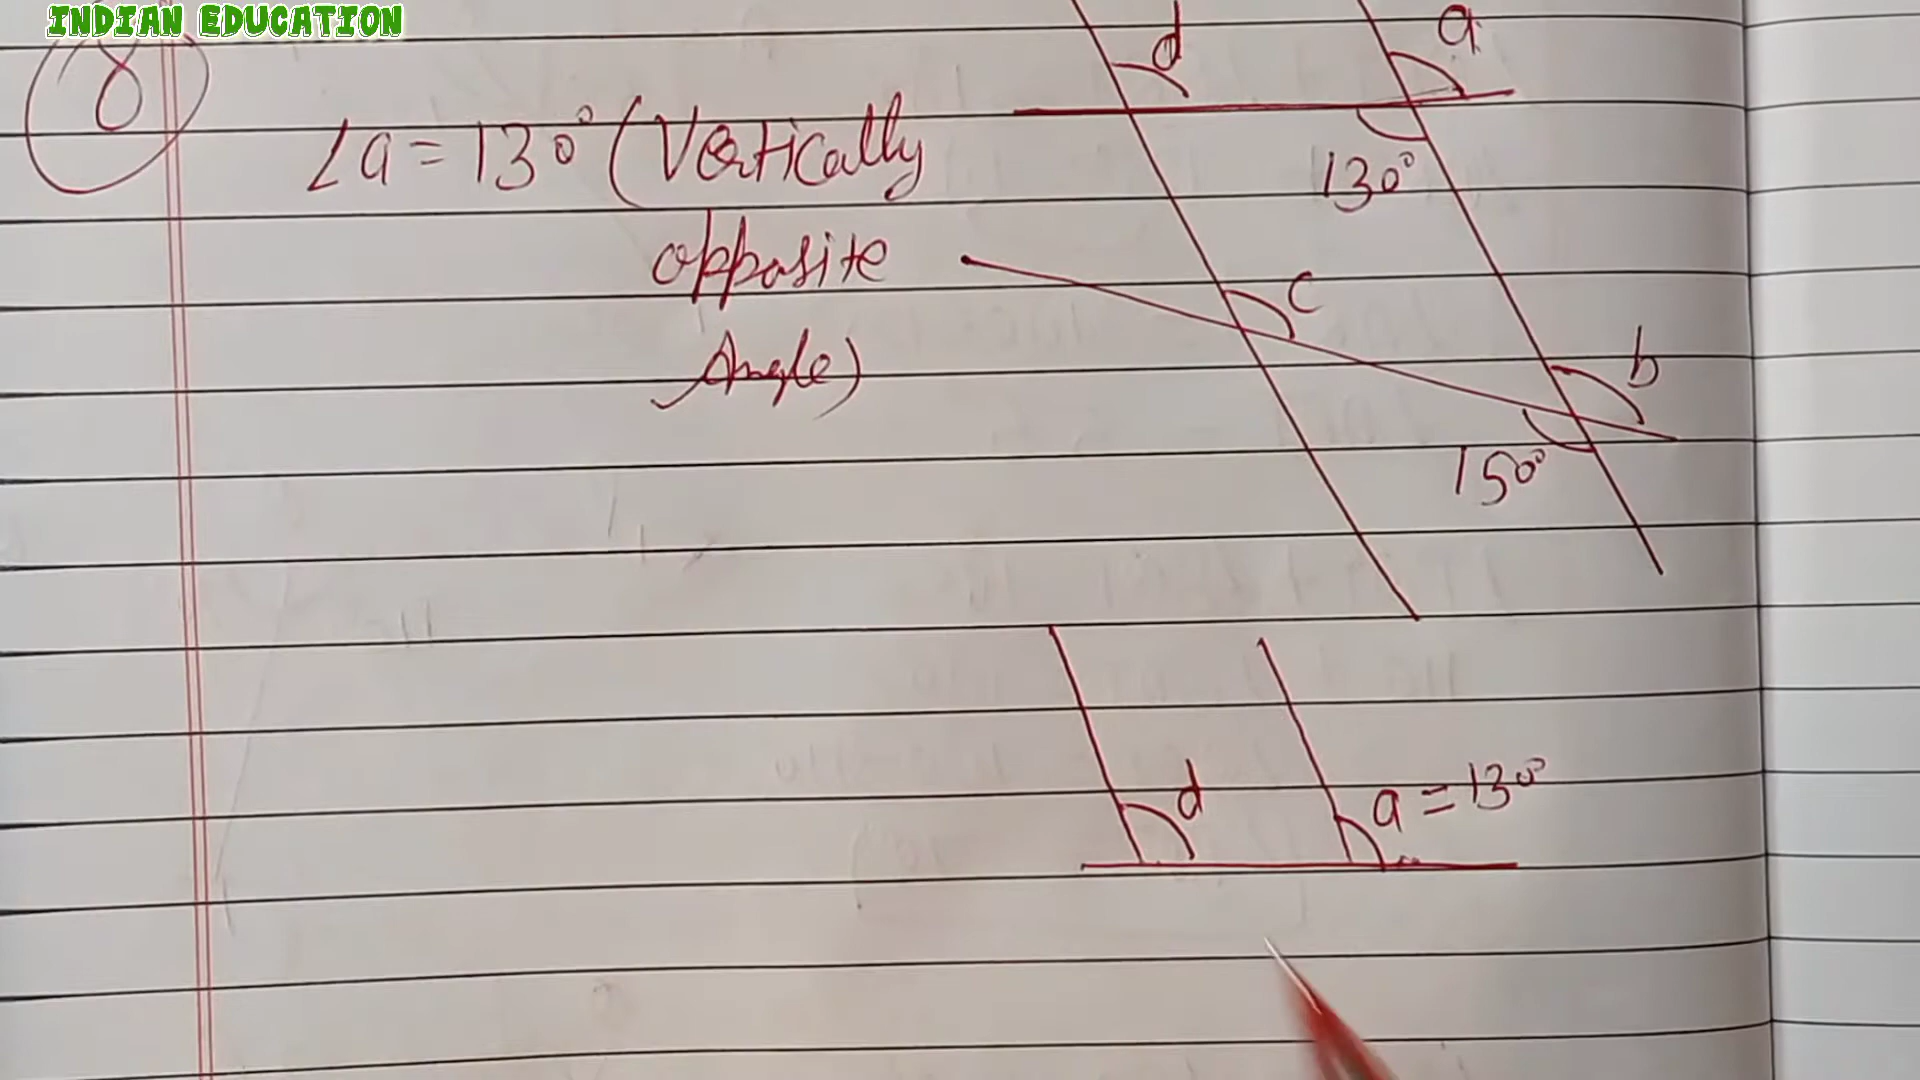 INDIAN EDUCATION
8
d
a
∠a = 130° (Vertically
130°
opposite
c
Angle)
b
150°
d
a = 130°